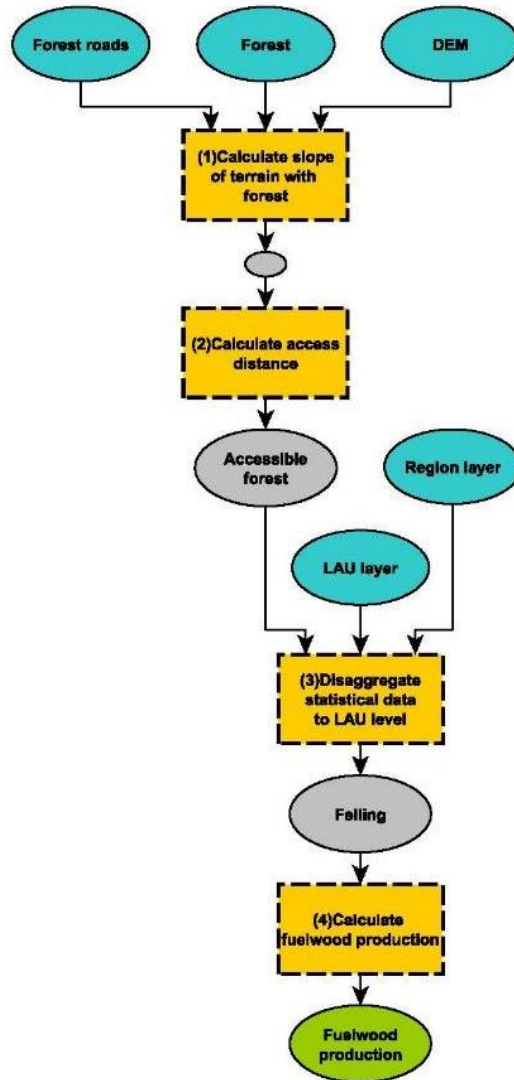 Forest roads
Forest
DEM
(1)Calculate slope
of terrain with
forest
(2)Calculate access
distance
Accessible
forest
Region layer
LAU layer
(3)Disaggregate
statistical data
to LAU level
Felling
(4)Calculate
fuelwood production
Fuelwood
production